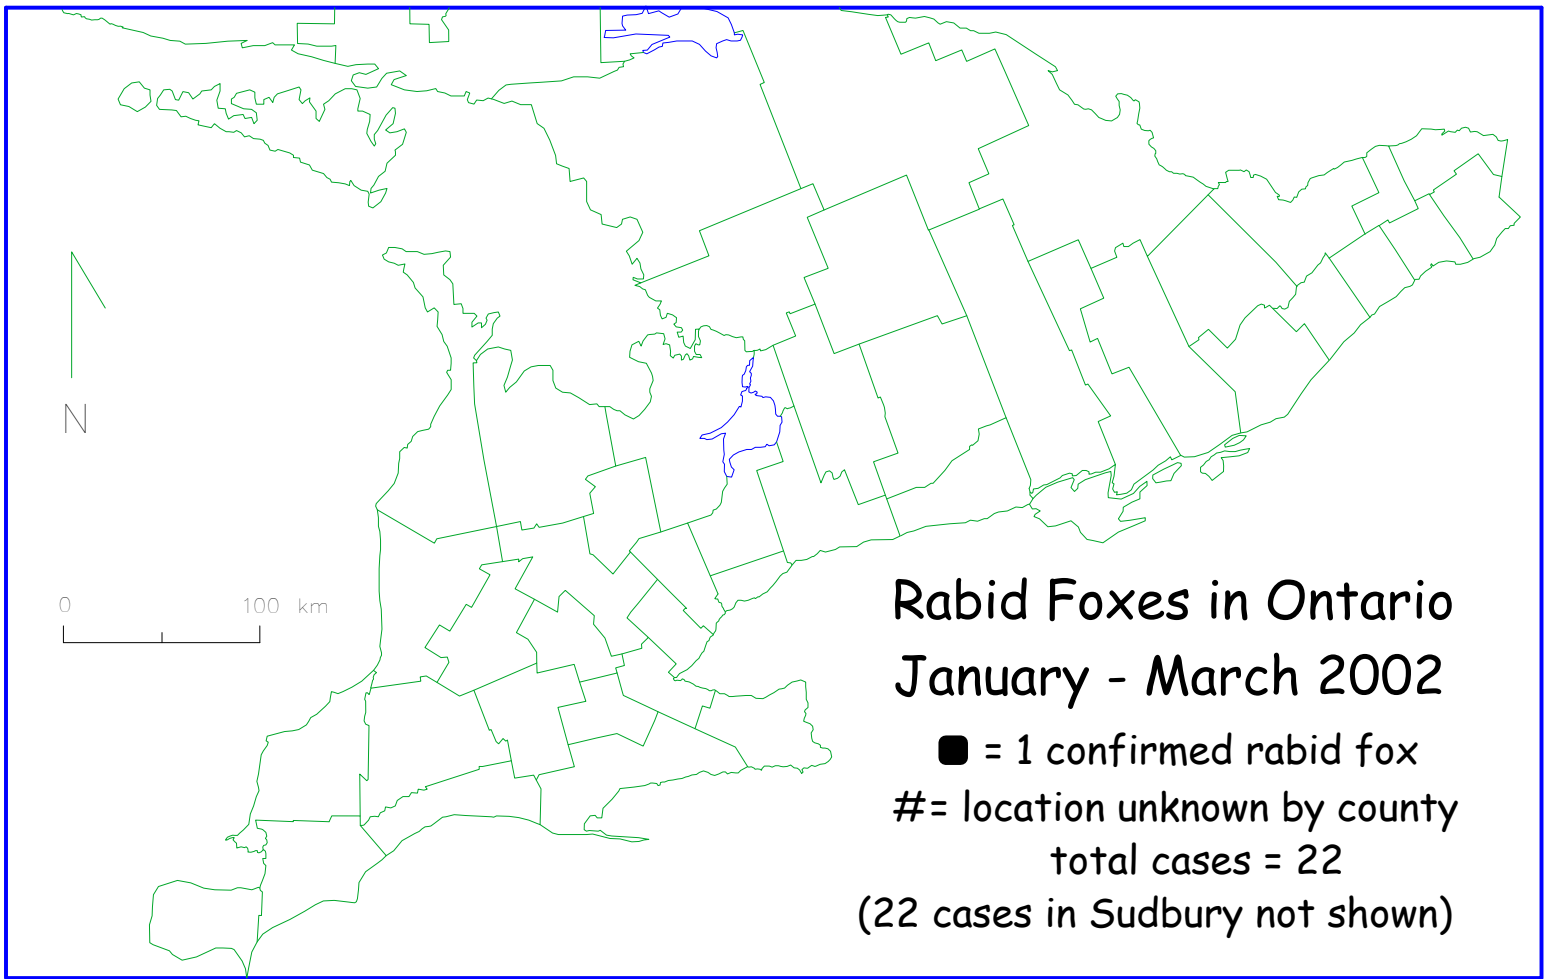 N
0 100 km
Rabid Foxes in Ontario
January - March 2002
= 1 confirmed rabid fox
#= location unknown by county
total cases = 22
(22 cases in Sudbury not shown)